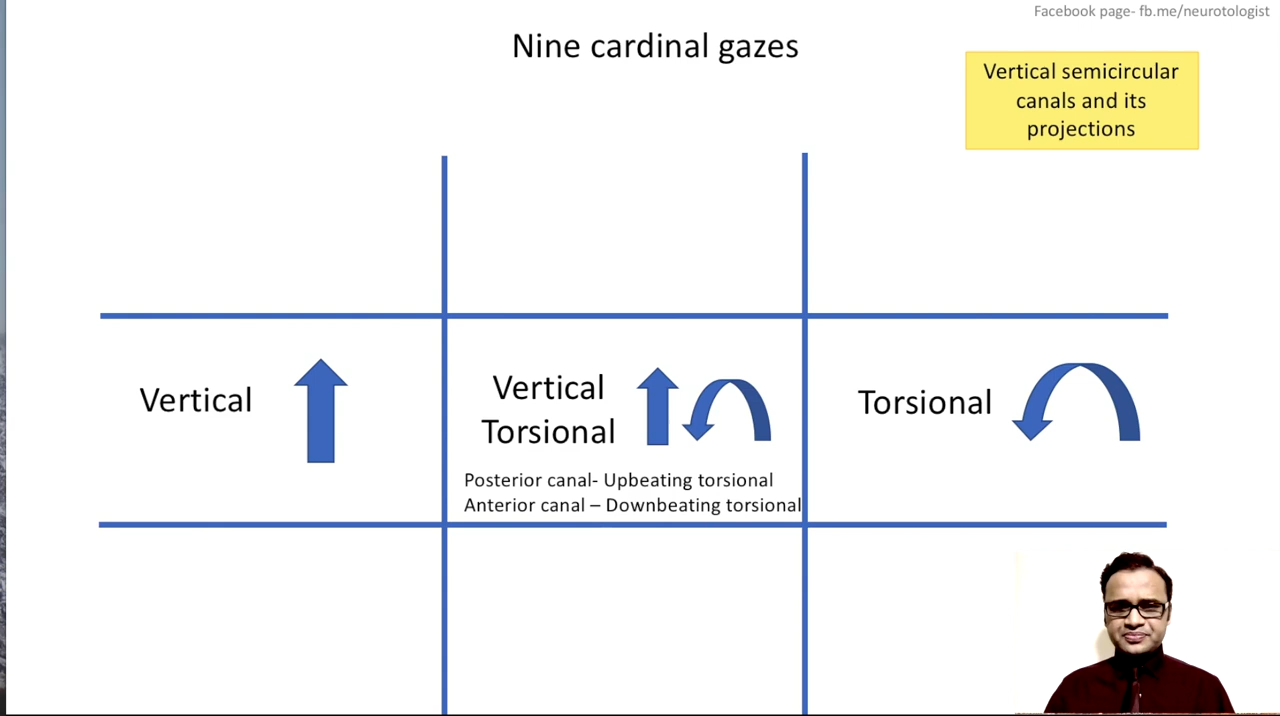 Facebook page- fb.me/neurotologist
Nine cardinal gazes
Vertical semicircular
canals and its
projections
Vertical
Vertical
Torsional
Posterior canal- Upbeating torsional
Anterior canal – Downbeating torsional
Torsional